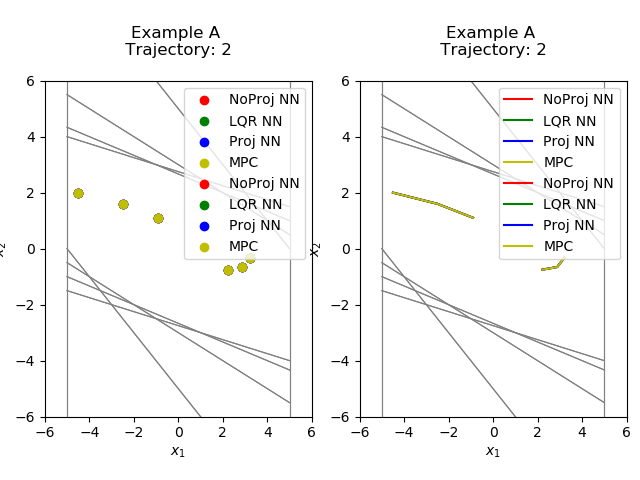 Example A
Trajectory: 2
6
4
2
0
−2
−4
−6
−6
−4
−2
0
2
4
6
x₁
x₂
NoProj NN
LQR NN
Proj NN
MPC
NoProj NN
LQR NN
Proj NN
MPC
Example A
Trajectory: 2
6
4
2
0
−2
−4
−6
−6
−4
−2
0
2
4
6
x₁
x₂
NoProj NN
LQR NN
Proj NN
MPC
NoProj NN
LQR NN
Proj NN
MPC